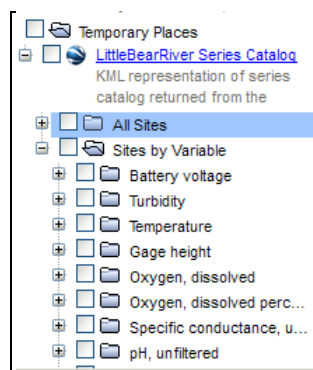 Temporary Places
LittleBearRiver Series Catalog
KML representation of series
catalog returned from the
All Sites
Sites by Variable
Battery voltage
Turbidity
Temperature
Gage height
Oxygen, dissolved
Oxygen, dissolved perc...
Specific conductance, u...
pH, unfiltered